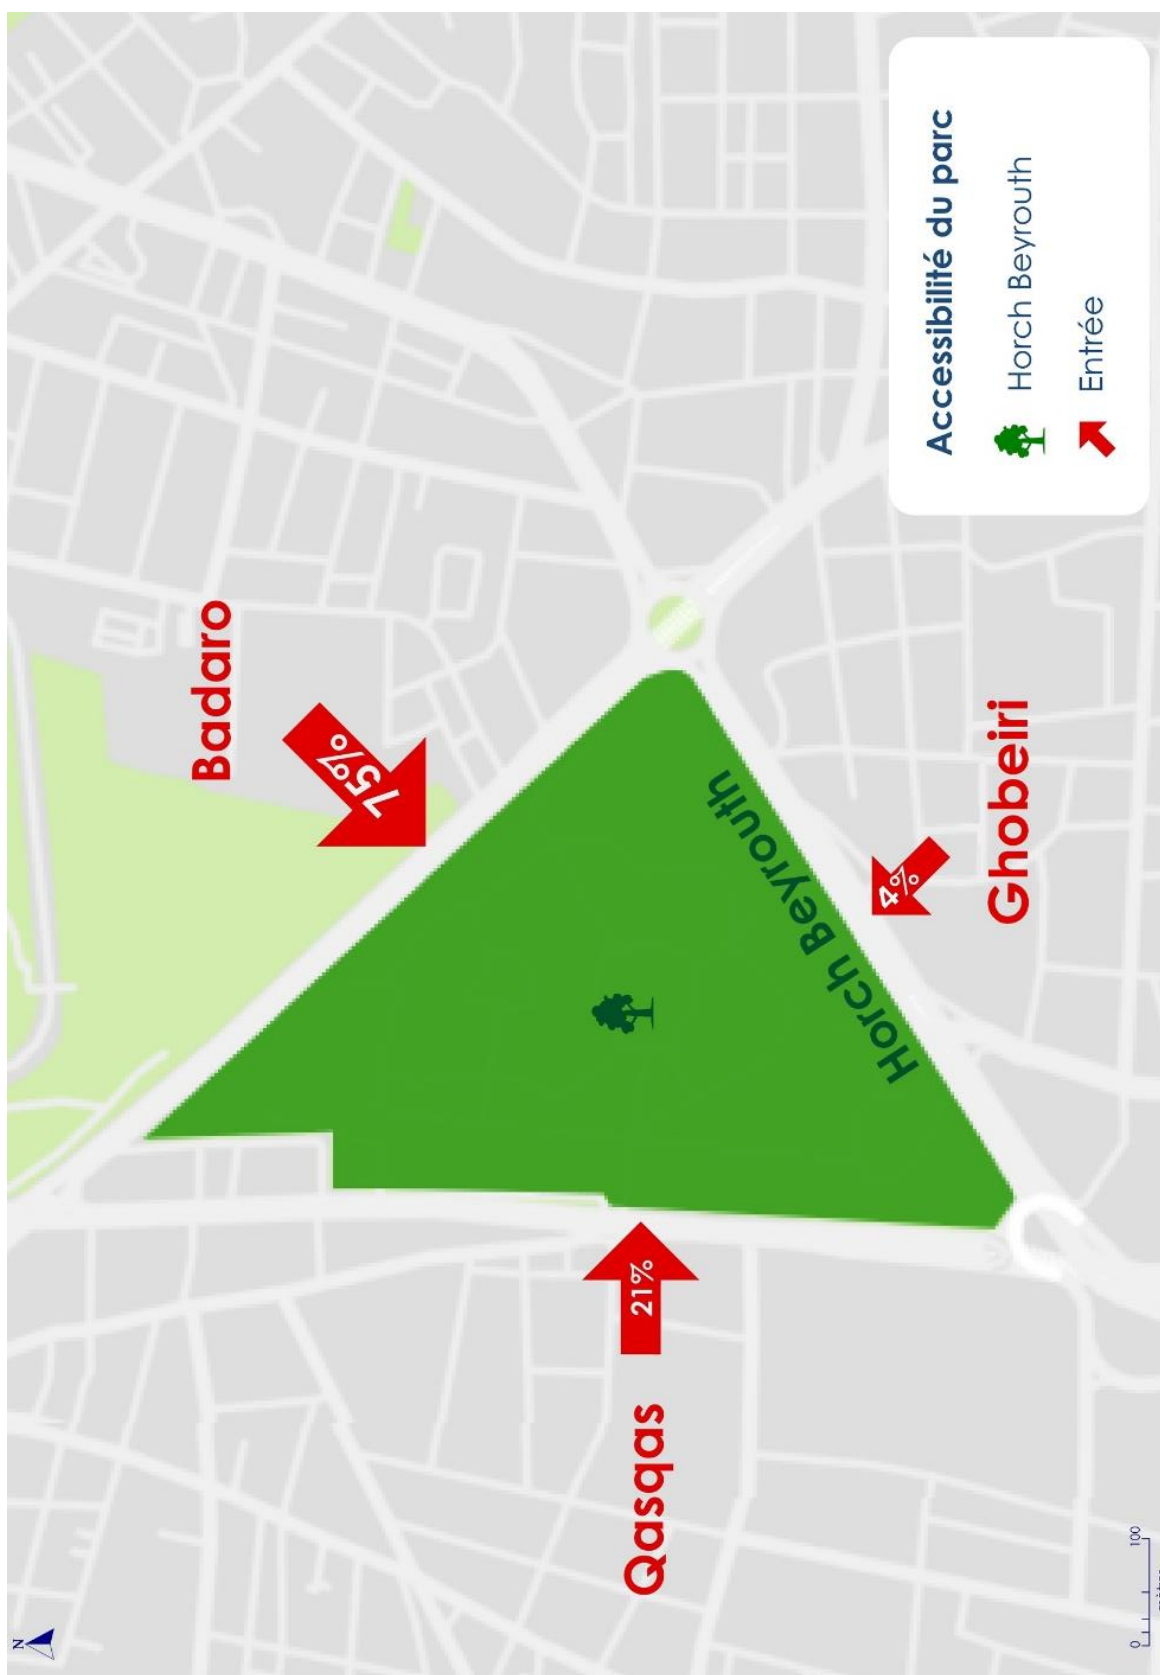 N
Badaro
75%
Qasqas
21%
Horch Beyrouth
4%
Ghobeiri
Accessibilité du parc
Horch Beyrouth
Entrée
0 100